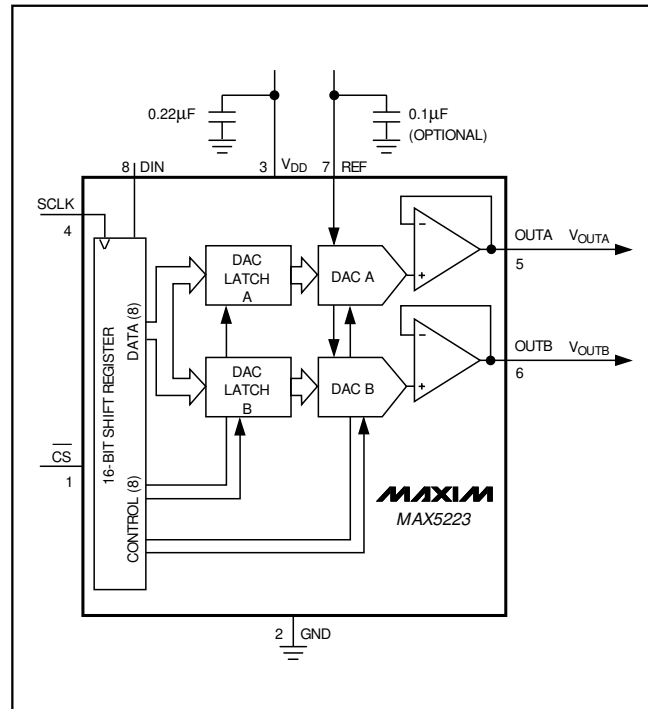 0.22μF
0.1μF
(OPTIONAL)
8 DIN
3 VDD
7 REF
SCLK
4
DAC
LATCH
A
DAC A
−
+
OUTA VOUTA
5
DATA (8)
16-BIT SHIFT REGISTER
DAC
LATCH
B
DAC B
−
+
OUTB VOUTB
6
CS
1
CONTROL (8)
MAXIM
MAX5223
2 GND